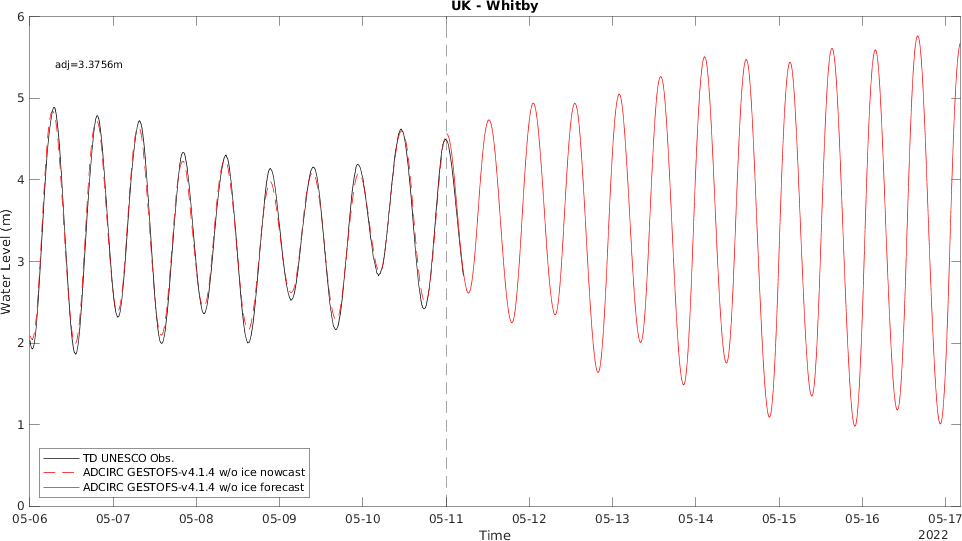 UK - Whitby
6
adj=3.3756m
5
4
3
Water Level (m)
2
1
TD UNESCO Obs.
ADCIRC GESTOFS-v4.1.4 w/o ice nowcast
ADCIRC GESTOFS-v4.1.4 w/o ice forecast
0
05-06 05-07 05-08 05-09 05-10 05-11 05-12 05-13 05-14 05-15 05-16 05-17
Time
2022